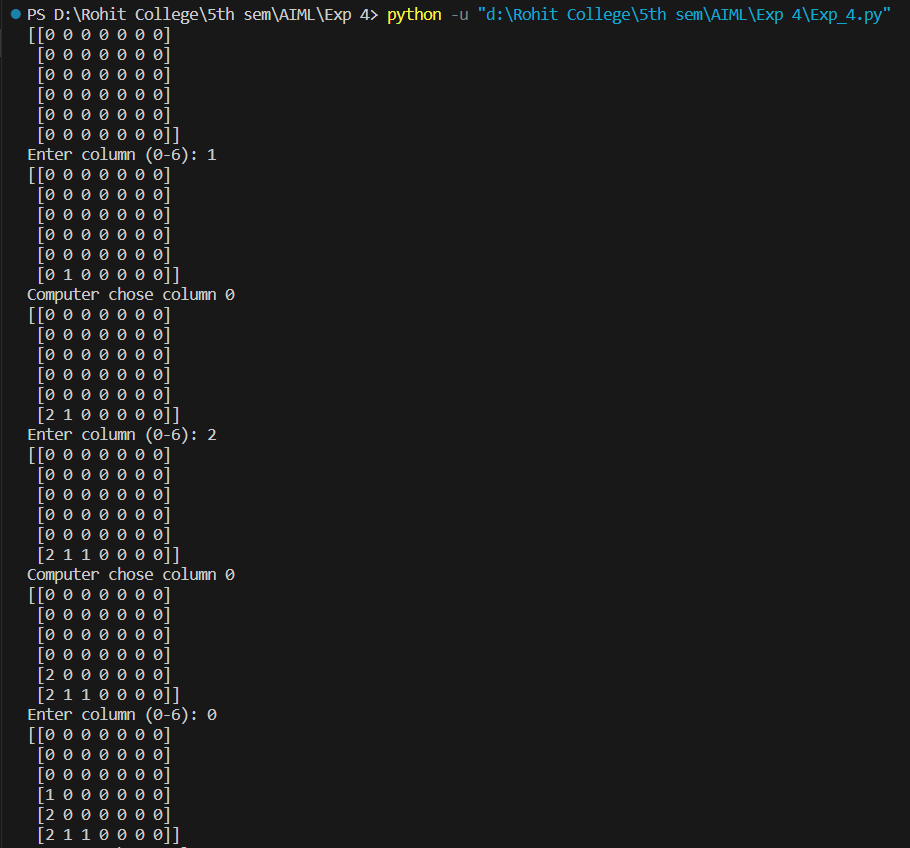 PS D:\Rohit College\5th sem\AIML\Exp 4> python -u "d:\Rohit College\5th sem\AIML\Exp 4\Exp_4.py"
[[0 0 0 0 0 0 0]
 [0 0 0 0 0 0 0]
 [0 0 0 0 0 0 0]
 [0 0 0 0 0 0 0]
 [0 0 0 0 0 0 0]
 [0 0 0 0 0 0 0]]
Enter column (0-6): 1
[[0 0 0 0 0 0 0]
 [0 0 0 0 0 0 0]
 [0 0 0 0 0 0 0]
 [0 0 0 0 0 0 0]
 [0 0 0 0 0 0 0]
 [0 1 0 0 0 0 0]]
Computer chose column 0
[[0 0 0 0 0 0 0]
 [0 0 0 0 0 0 0]
 [0 0 0 0 0 0 0]
 [0 0 0 0 0 0 0]
 [0 0 0 0 0 0 0]
 [2 1 0 0 0 0 0]]
Enter column (0-6): 2
[[0 0 0 0 0 0 0]
 [0 0 0 0 0 0 0]
 [0 0 0 0 0 0 0]
 [0 0 0 0 0 0 0]
 [0 0 0 0 0 0 0]
 [2 1 1 0 0 0 0]]
Computer chose column 0
[[0 0 0 0 0 0 0]
 [0 0 0 0 0 0 0]
 [0 0 0 0 0 0 0]
 [0 0 0 0 0 0 0]
 [2 0 0 0 0 0 0]
 [2 1 1 0 0 0 0]]
Enter column (0-6): 0
[[0 0 0 0 0 0 0]
 [0 0 0 0 0 0 0]
 [0 0 0 0 0 0 0]
 [1 0 0 0 0 0 0]
 [2 0 0 0 0 0 0]
 [2 1 1 0 0 0 0]]